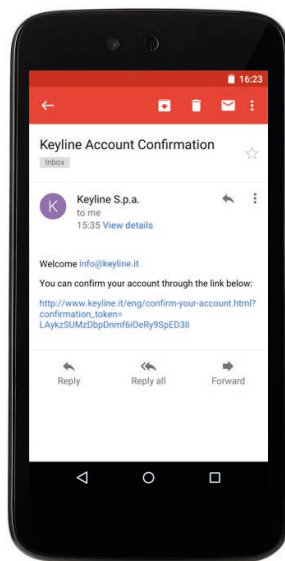 16:23
Keyline Account Confirmation
Inbox
K
Keyline S.p.a.
to me
15:35 View details
Welcome info@keyline.it
You can confirm your account through the link below:
http://www.keyline.it/eng/confirm-your-account.html?
confirmation_token=
LAykzSUMzDbpDnmf6iOeRy9SpED3II
Reply
Reply all
Forward